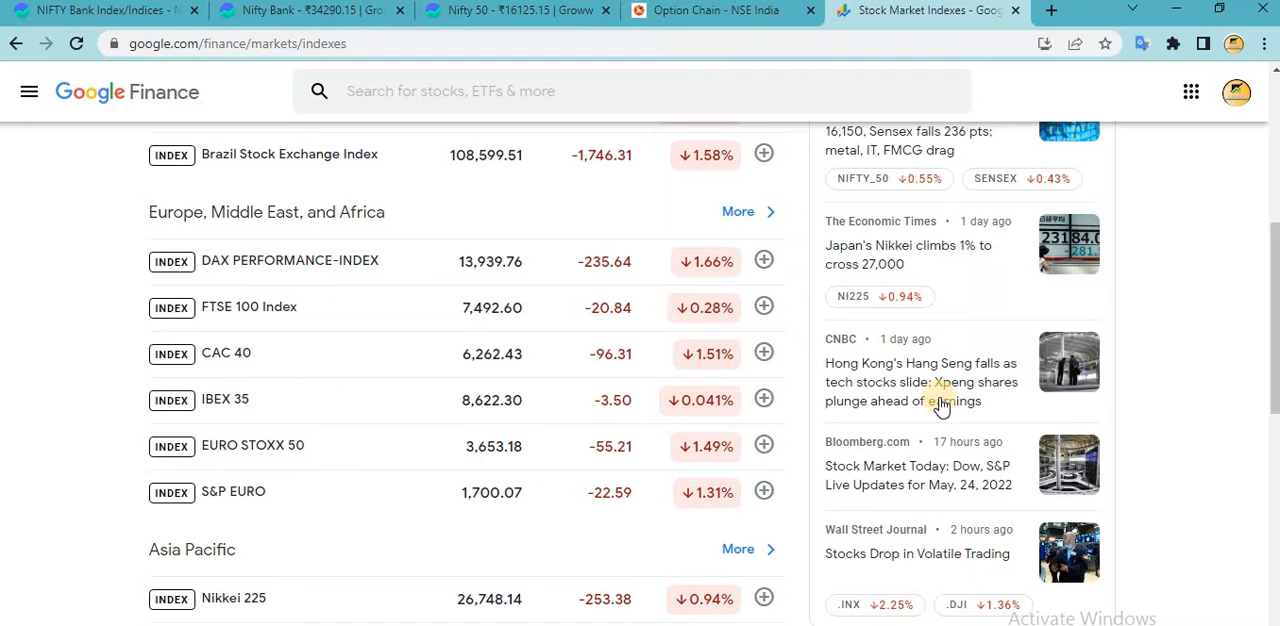 NIFTY Bank Index/Indices - N
Nifty Bank - ₹34290.15 | Gro
Nifty 50 - ₹16125.15 | Groww
Option Chain - NSE India
Stock Market Indexes - Goog
google.com/finance/markets/indexes
Google Finance
Search for stocks, ETFs & more
INDEX Brazil Stock Exchange Index 108,599.51 -1,746.31 ↓1.58%
Europe, Middle East, and Africa More
INDEX DAX PERFORMANCE-INDEX 13,939.76 -235.64 ↓1.66%
INDEX FTSE 100 Index 7,492.60 -20.84 ↓0.28%
INDEX CAC 40 6,262.43 -96.31 ↓1.51%
INDEX IBEX 35 8,622.30 -3.50 ↓0.041%
INDEX EURO STOXX 50 3,653.18 -55.21 ↓1.49%
INDEX S&P EURO 1,700.07 -22.59 ↓1.31%
Asia Pacific More
INDEX Nikkei 225 26,748.14 -253.38 ↓0.94%
16,150, Sensex falls 236 pts;
metal, IT, FMCG drag
NIFTY_50 ↓0.55% SENSEX ↓0.43%
The Economic Times • 1 day ago
Japan's Nikkei climbs 1% to
cross 27,000
NI225 ↓0.94%
CNBC • 1 day ago
Hong Kong's Hang Seng falls as
tech stocks slide; Xpeng shares
plunge ahead of earnings
Bloomberg.com • 17 hours ago
Stock Market Today: Dow, S&P
Live Updates for May. 24, 2022
Wall Street Journal • 2 hours ago
Stocks Drop in Volatile Trading
.INX ↓2.25% .DJI ↓1.36%
Activate Windows